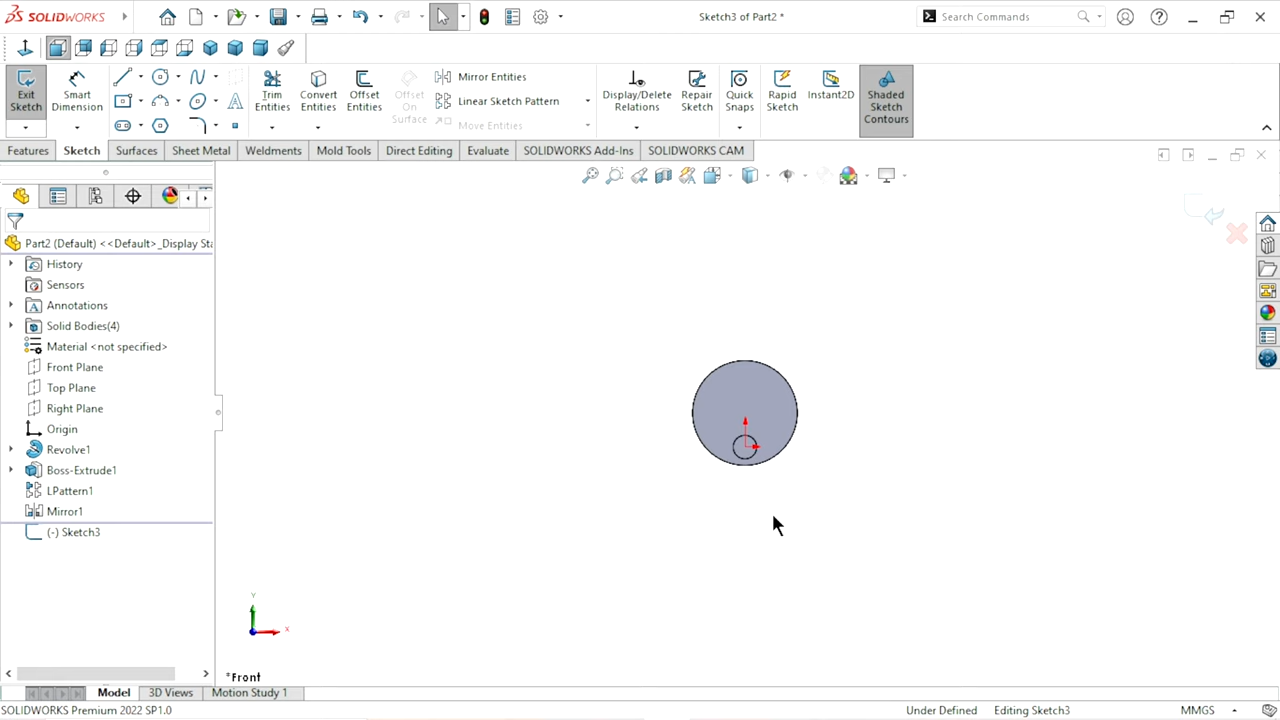 SOLIDWORKS
Sketch3 of Part2 *
Search Commands
Exit Sketch
Smart Dimension
Trim Entities
Convert Entities
Offset Entities
Offset On Surface
Mirror Entities
Linear Sketch Pattern
Move Entities
Display/Delete Relations
Repair Sketch
Quick Snaps
Rapid Sketch
Instant2D
Shaded Sketch Contours
Features
Sketch
Surfaces
Sheet Metal
Weldments
Mold Tools
Direct Editing
Evaluate
SOLIDWORKS Add-Ins
SOLIDWORKS CAM
Part2 (Default) <<Default>_Display Sta
History
Sensors
Annotations
Solid Bodies(4)
Material <not specified>
Front Plane
Top Plane
Right Plane
Origin
Revolve1
Boss-Extrude1
LPattern1
Mirror1
(-) Sketch3
Y
X
*Front
Model
3D Views
Motion Study 1
SOLIDWORKS Premium 2022 SP1.0
Under Defined
Editing Sketch3
MMGS